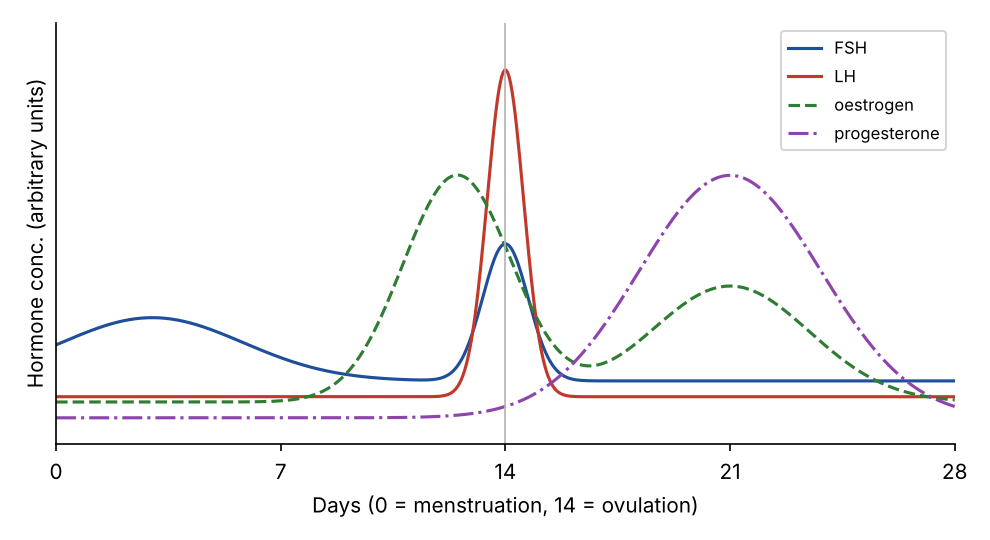 FSH
LH
oestrogen
progesterone
Hormone conc. (arbitrary units)
0 7 14 21 28
Days (0 = menstruation, 14 = ovulation)